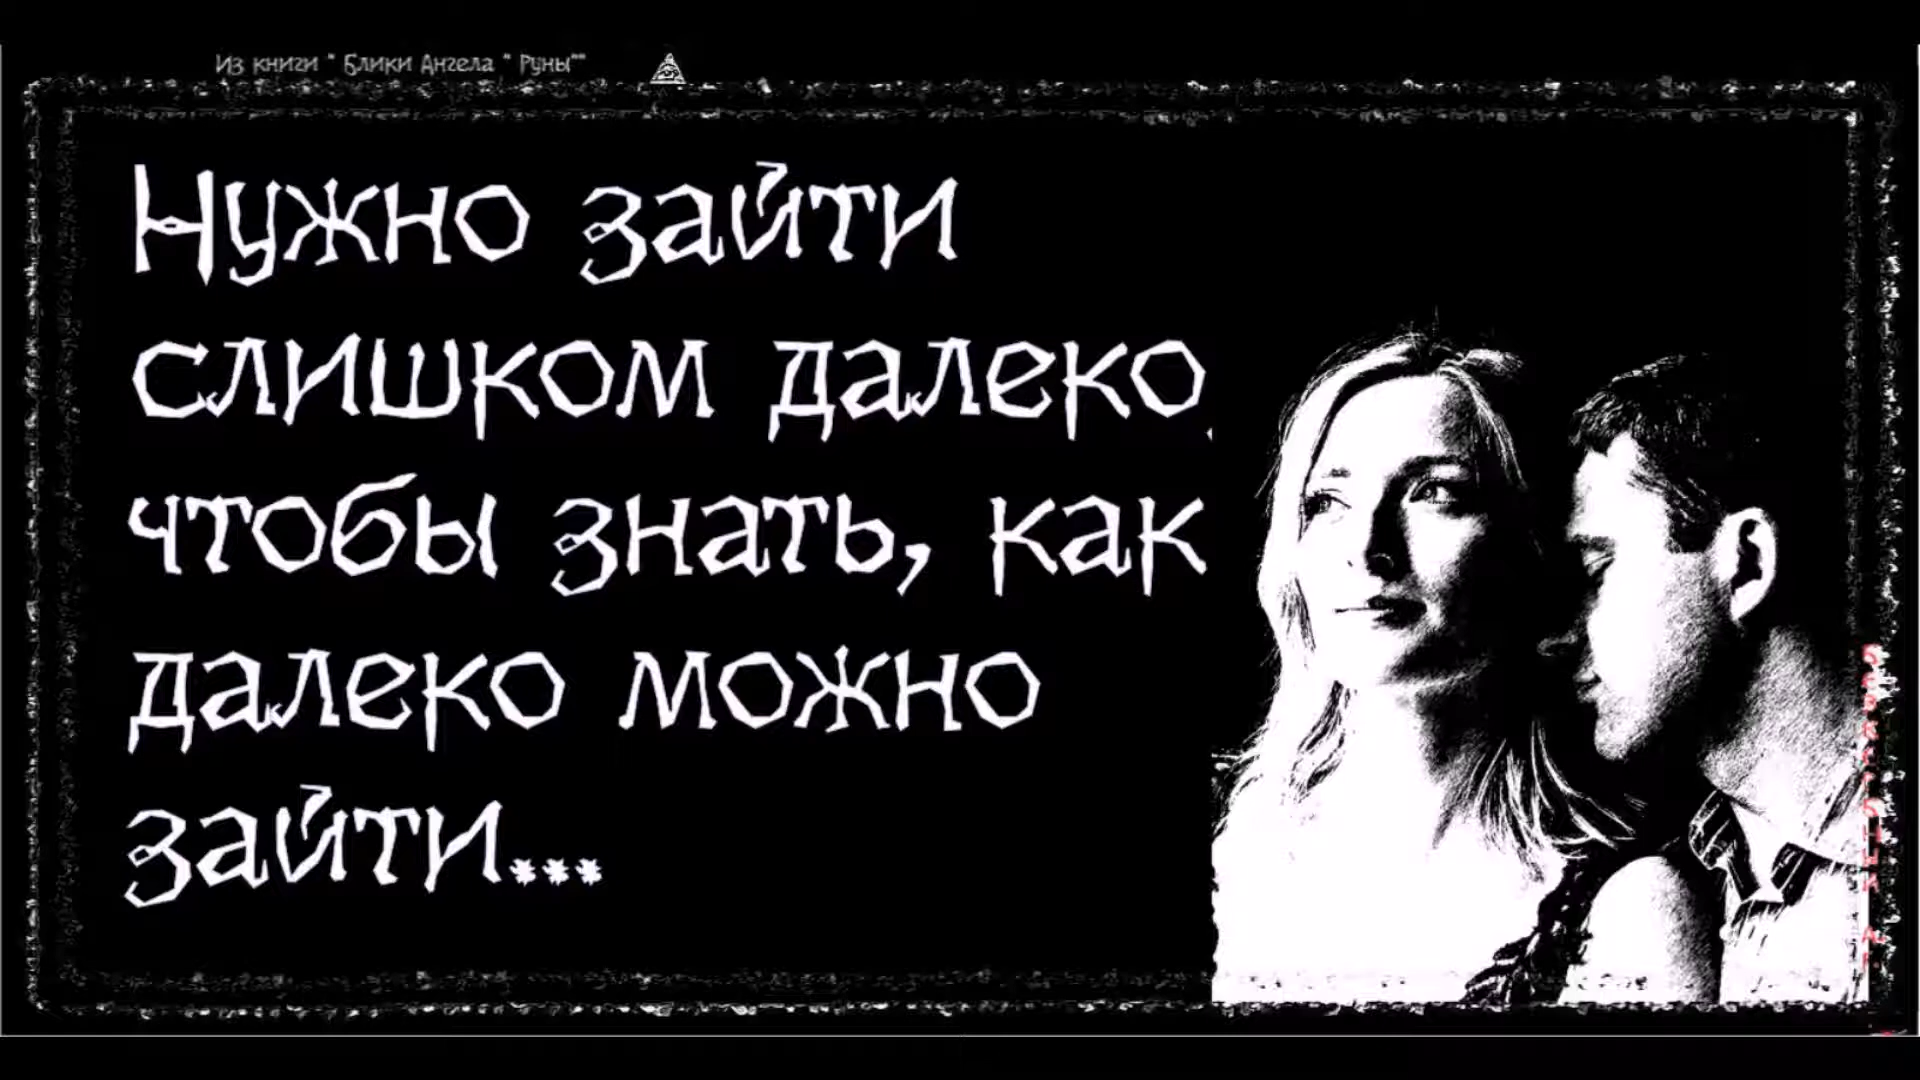 Из книги " Блики Ангела " Руны""
Нужно зайти
слишком далеко,
чтобы знать, как
далеко можно
зайти...